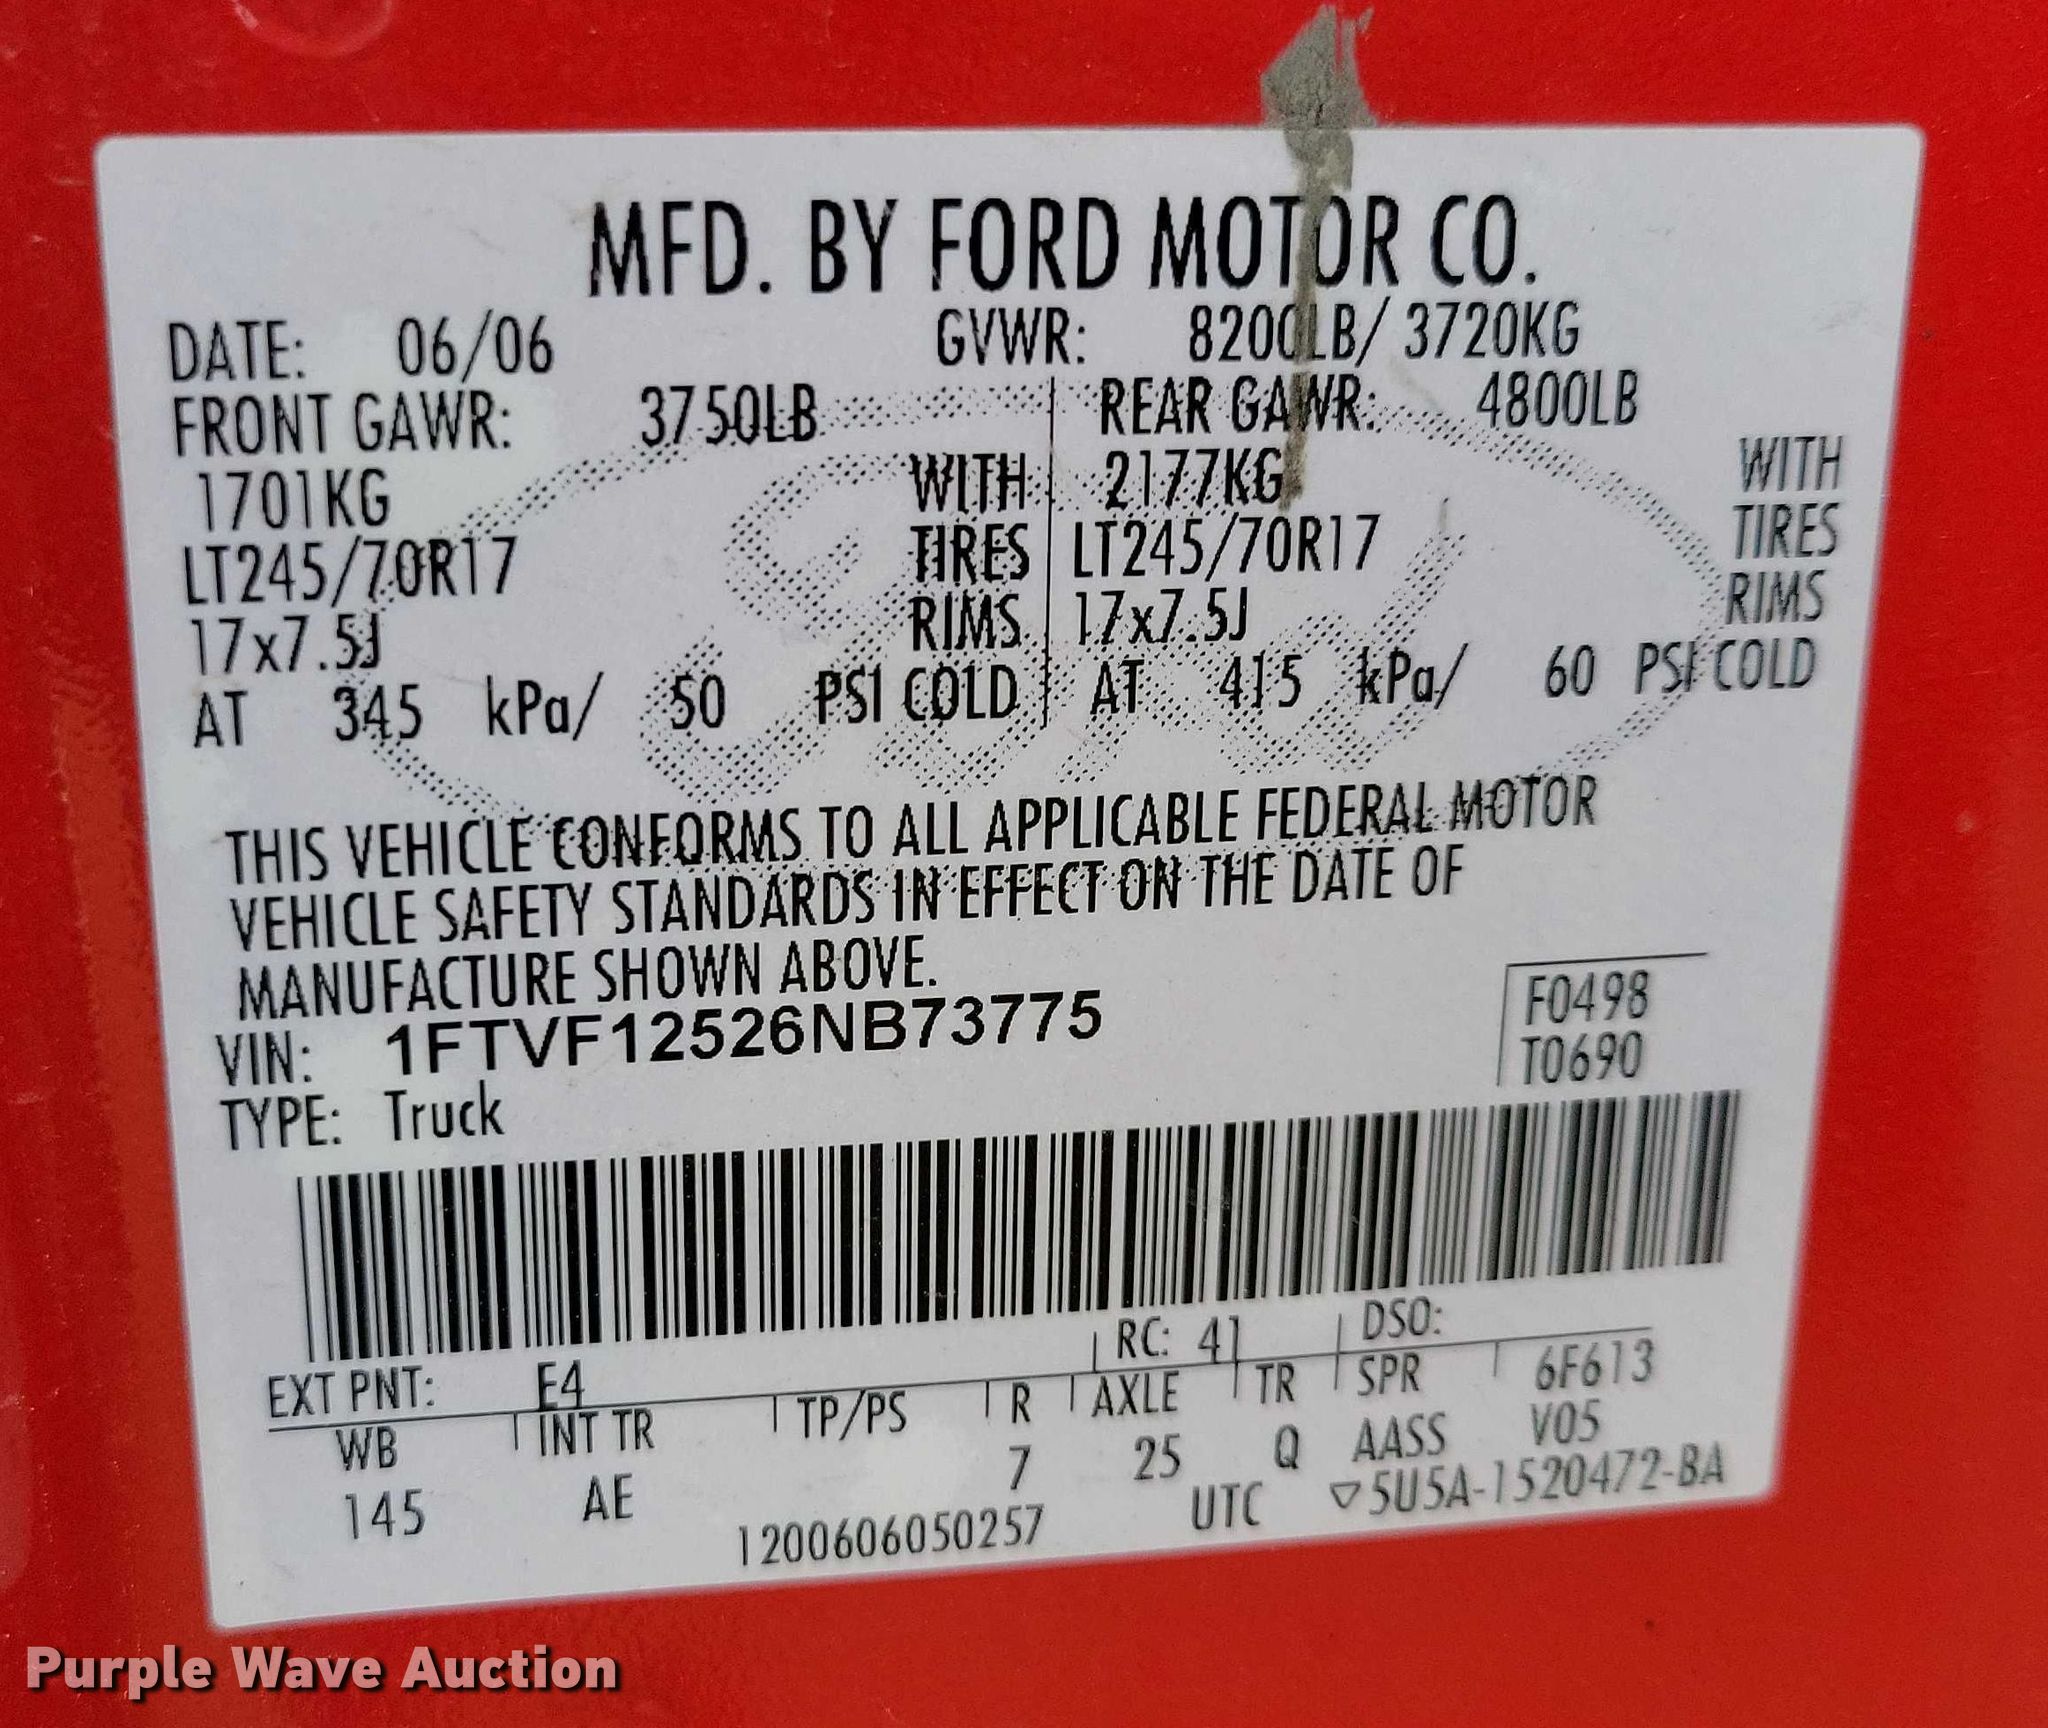 MFD. BY FORD MOTOR CO.
DATE: 06/06 GVWR: 8200LB/ 3720KG
FRONT GAWR: 3750LB REAR GAWR: 4800LB
1701KG WITH 2177KG WITH
LT245/70R17 TIRES LT245/70R17 TIRES
17x7.5J RIMS 17x7.5J RIMS
AT 345 kPa/ 50 PSI COLD AT 415 kPa/ 60 PSI COLD
THIS VEHICLE CONFORMS TO ALL APPLICABLE FEDERAL MOTOR
VEHICLE SAFETY STANDARDS IN EFFECT ON THE DATE OF
MANUFACTURE SHOWN ABOVE.
VIN: 1FTVF12526NB73775 F0498
T0690
TYPE: Truck
EXT PNT: E4 RC: 41 DSO:
WB INT TR TP/PS R AXLE TR SPR 6F613
145 AE 7 25 Q AASS V05
1200606050257 UTC ▽5U5A-1520472-BA
Purple Wave Auction